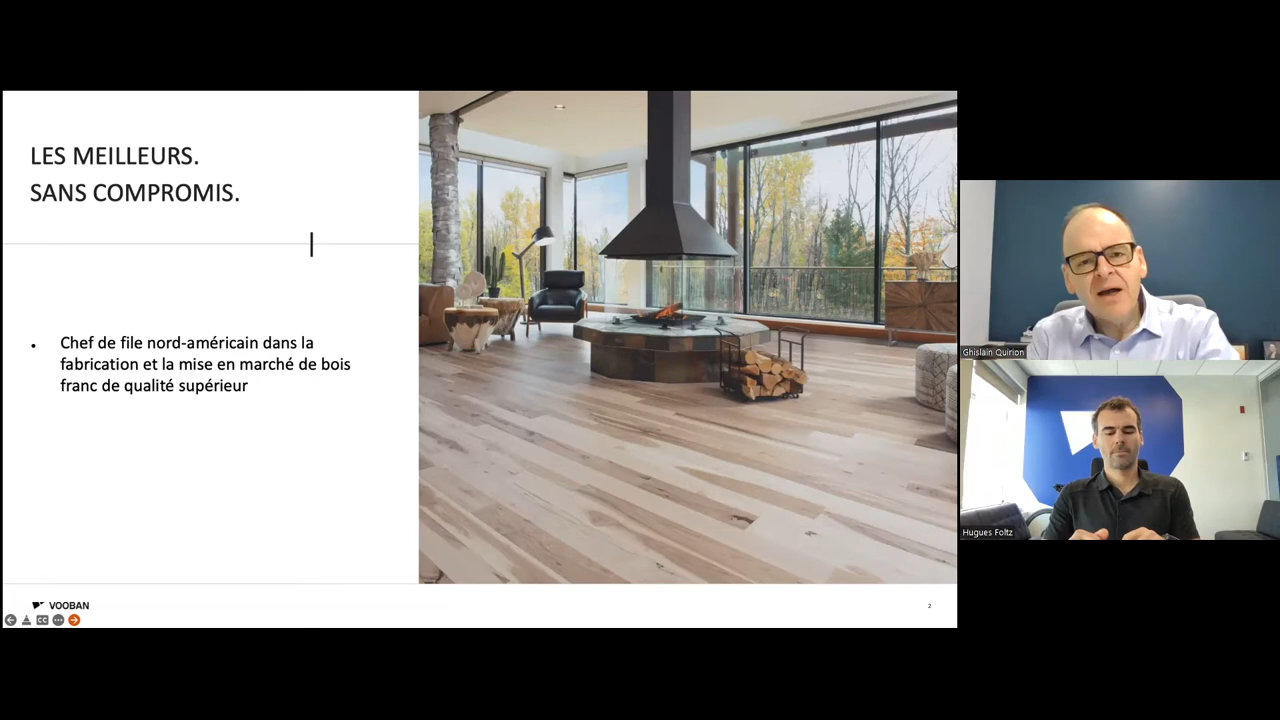 LES MEILLEURS.
SANS COMPROMIS.
• Chef de file nord-américain dans la
fabrication et la mise en marché de bois
franc de qualité supérieur
VOOBAN
2
CC
Ghislain Quirion
Hugues Foltz